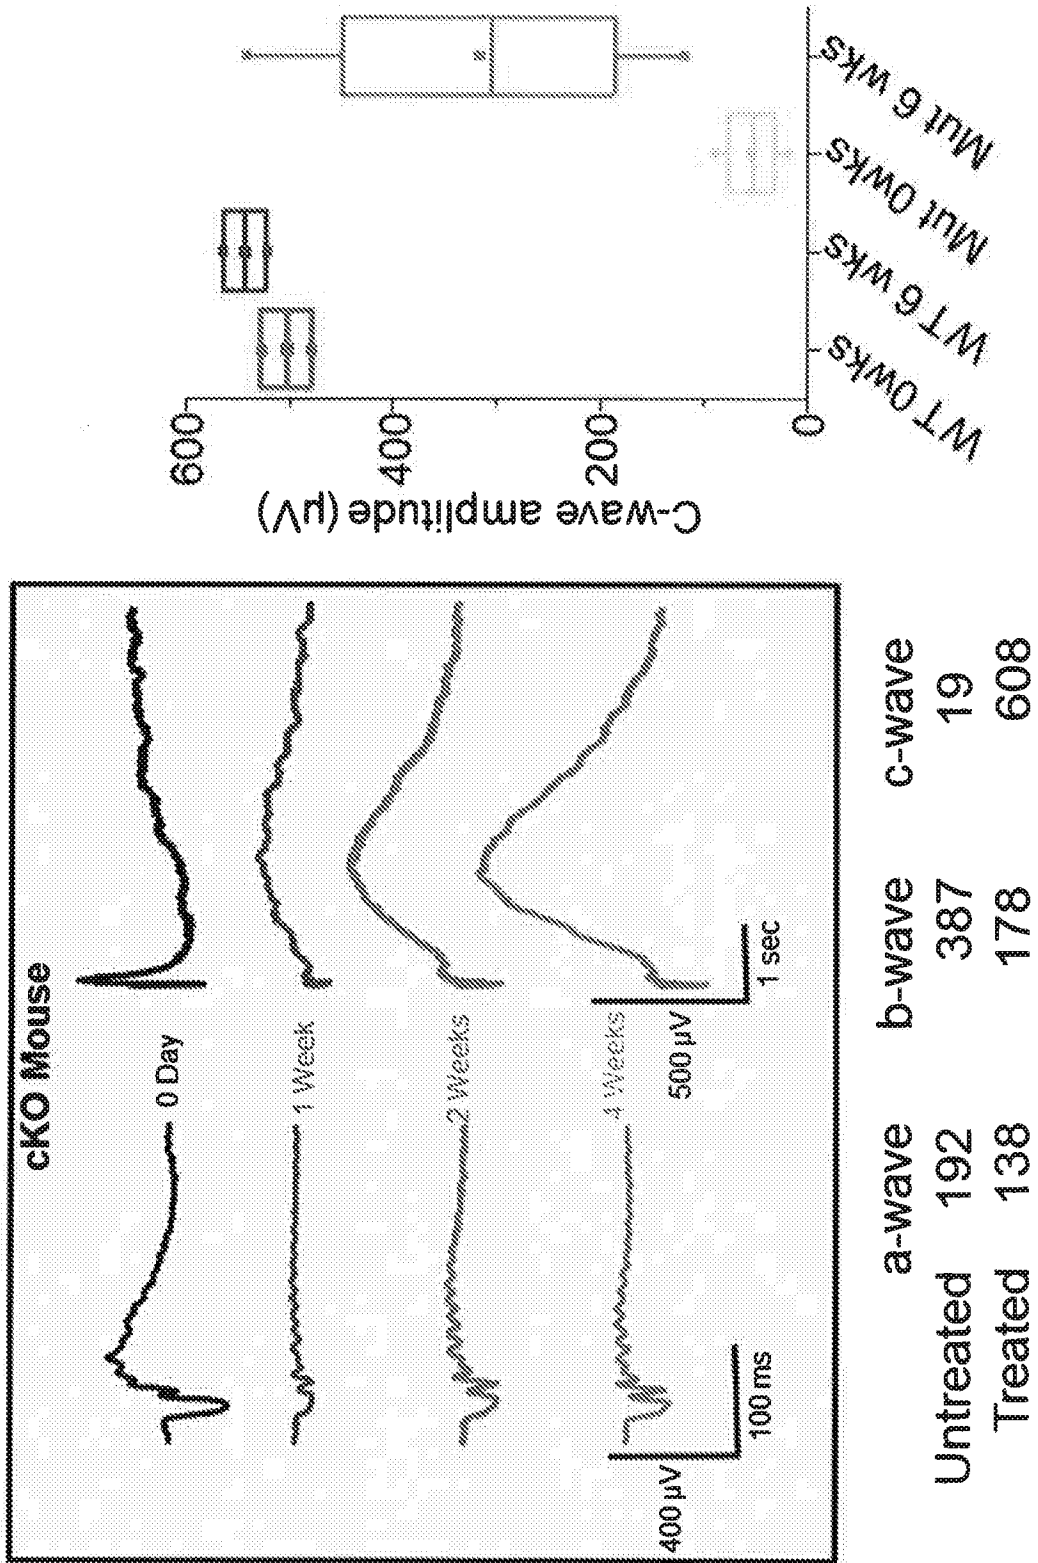 cKO Mouse
0 Day
1 Week
2 Weeks
4 Weeks
400 µV
100 ms
500 µV
1 sec
a-wave b-wave c-wave
Untreated 192 387 19
Treated 138 178 608
C-wave amplitude (µV)
600
400
200
0
WT 0wks
WT 6 wks
Mut 0wks
Mut 6 wks